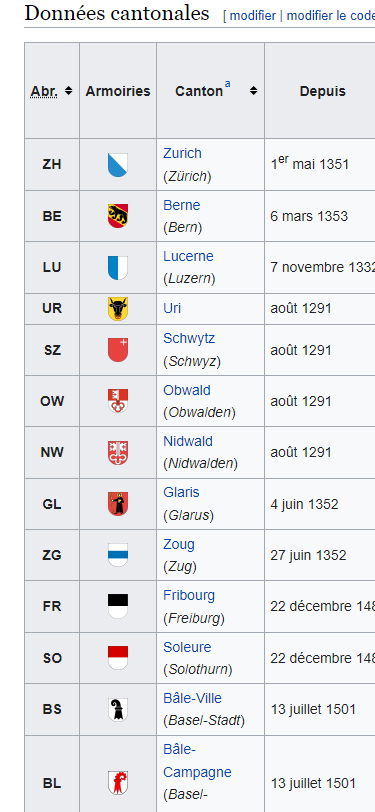 Données cantonales [ modifier | modifier le code
Abr. Armoiries Canton a Depuis
ZH Zurich (Zürich) 1er mai 1351
BE Berne (Bern) 6 mars 1353
LU Lucerne (Luzern) 7 novembre 1332
UR Uri août 1291
SZ Schwytz (Schwyz) août 1291
OW Obwald (Obwalden) août 1291
NW Nidwald (Nidwalden) août 1291
GL Glaris (Glarus) 4 juin 1352
ZG Zoug (Zug) 27 juin 1352
FR Fribourg (Freiburg) 22 décembre 148
SO Soleure (Solothurn) 22 décembre 148
BS Bâle-Ville (Basel-Stadt) 13 juillet 1501
BL Bâle-Campagne (Basel- 13 juillet 1501